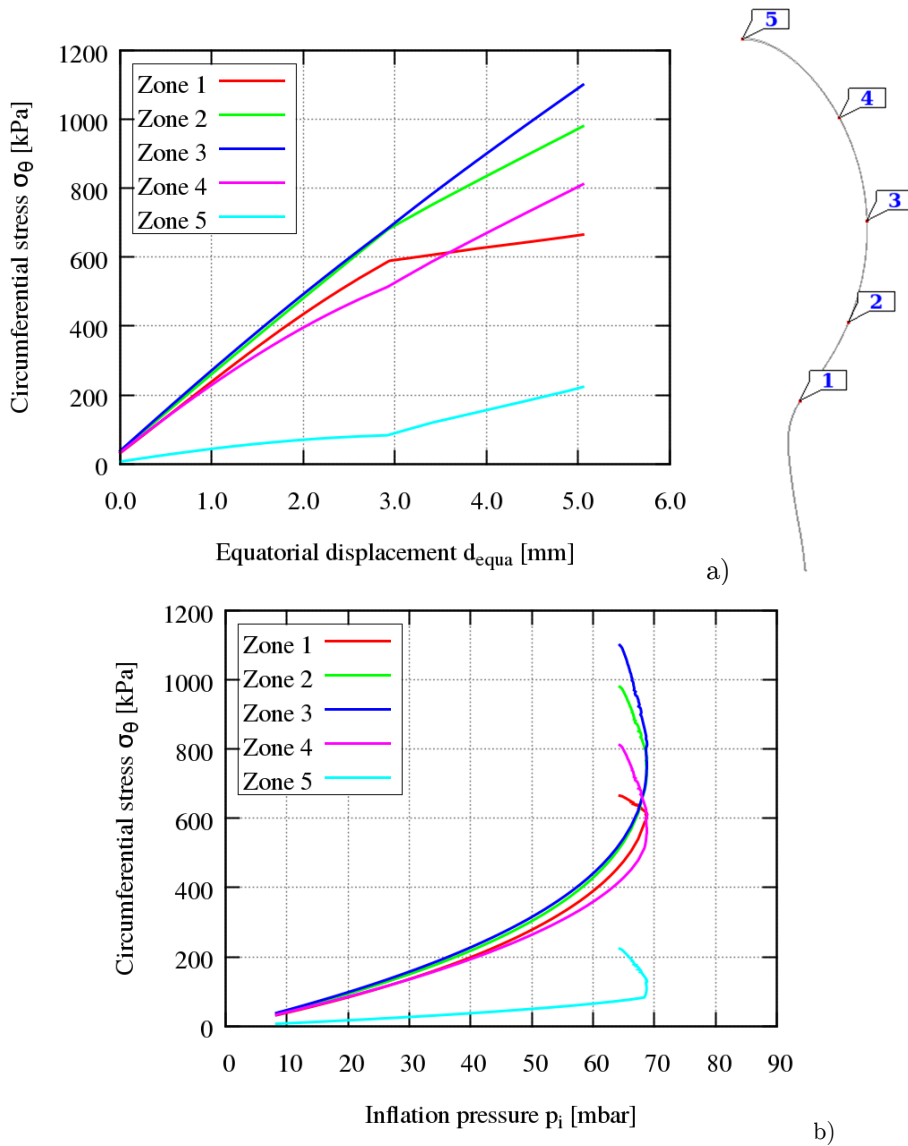 1200
1000
800
600
400
200
0
Circumferential stress σθ [kPa]
Zone 1
Zone 2
Zone 3
Zone 4
Zone 5
0.0 1.0 2.0 3.0 4.0 5.0 6.0
Equatorial displacement dequa [mm]
5
4
3
2
1
a)
1200
1000
800
600
400
200
0
Circumferential stress σθ [kPa]
Zone 1
Zone 2
Zone 3
Zone 4
Zone 5
0 10 20 30 40 50 60 70 80 90
Inflation pressure pi [mbar]
b)